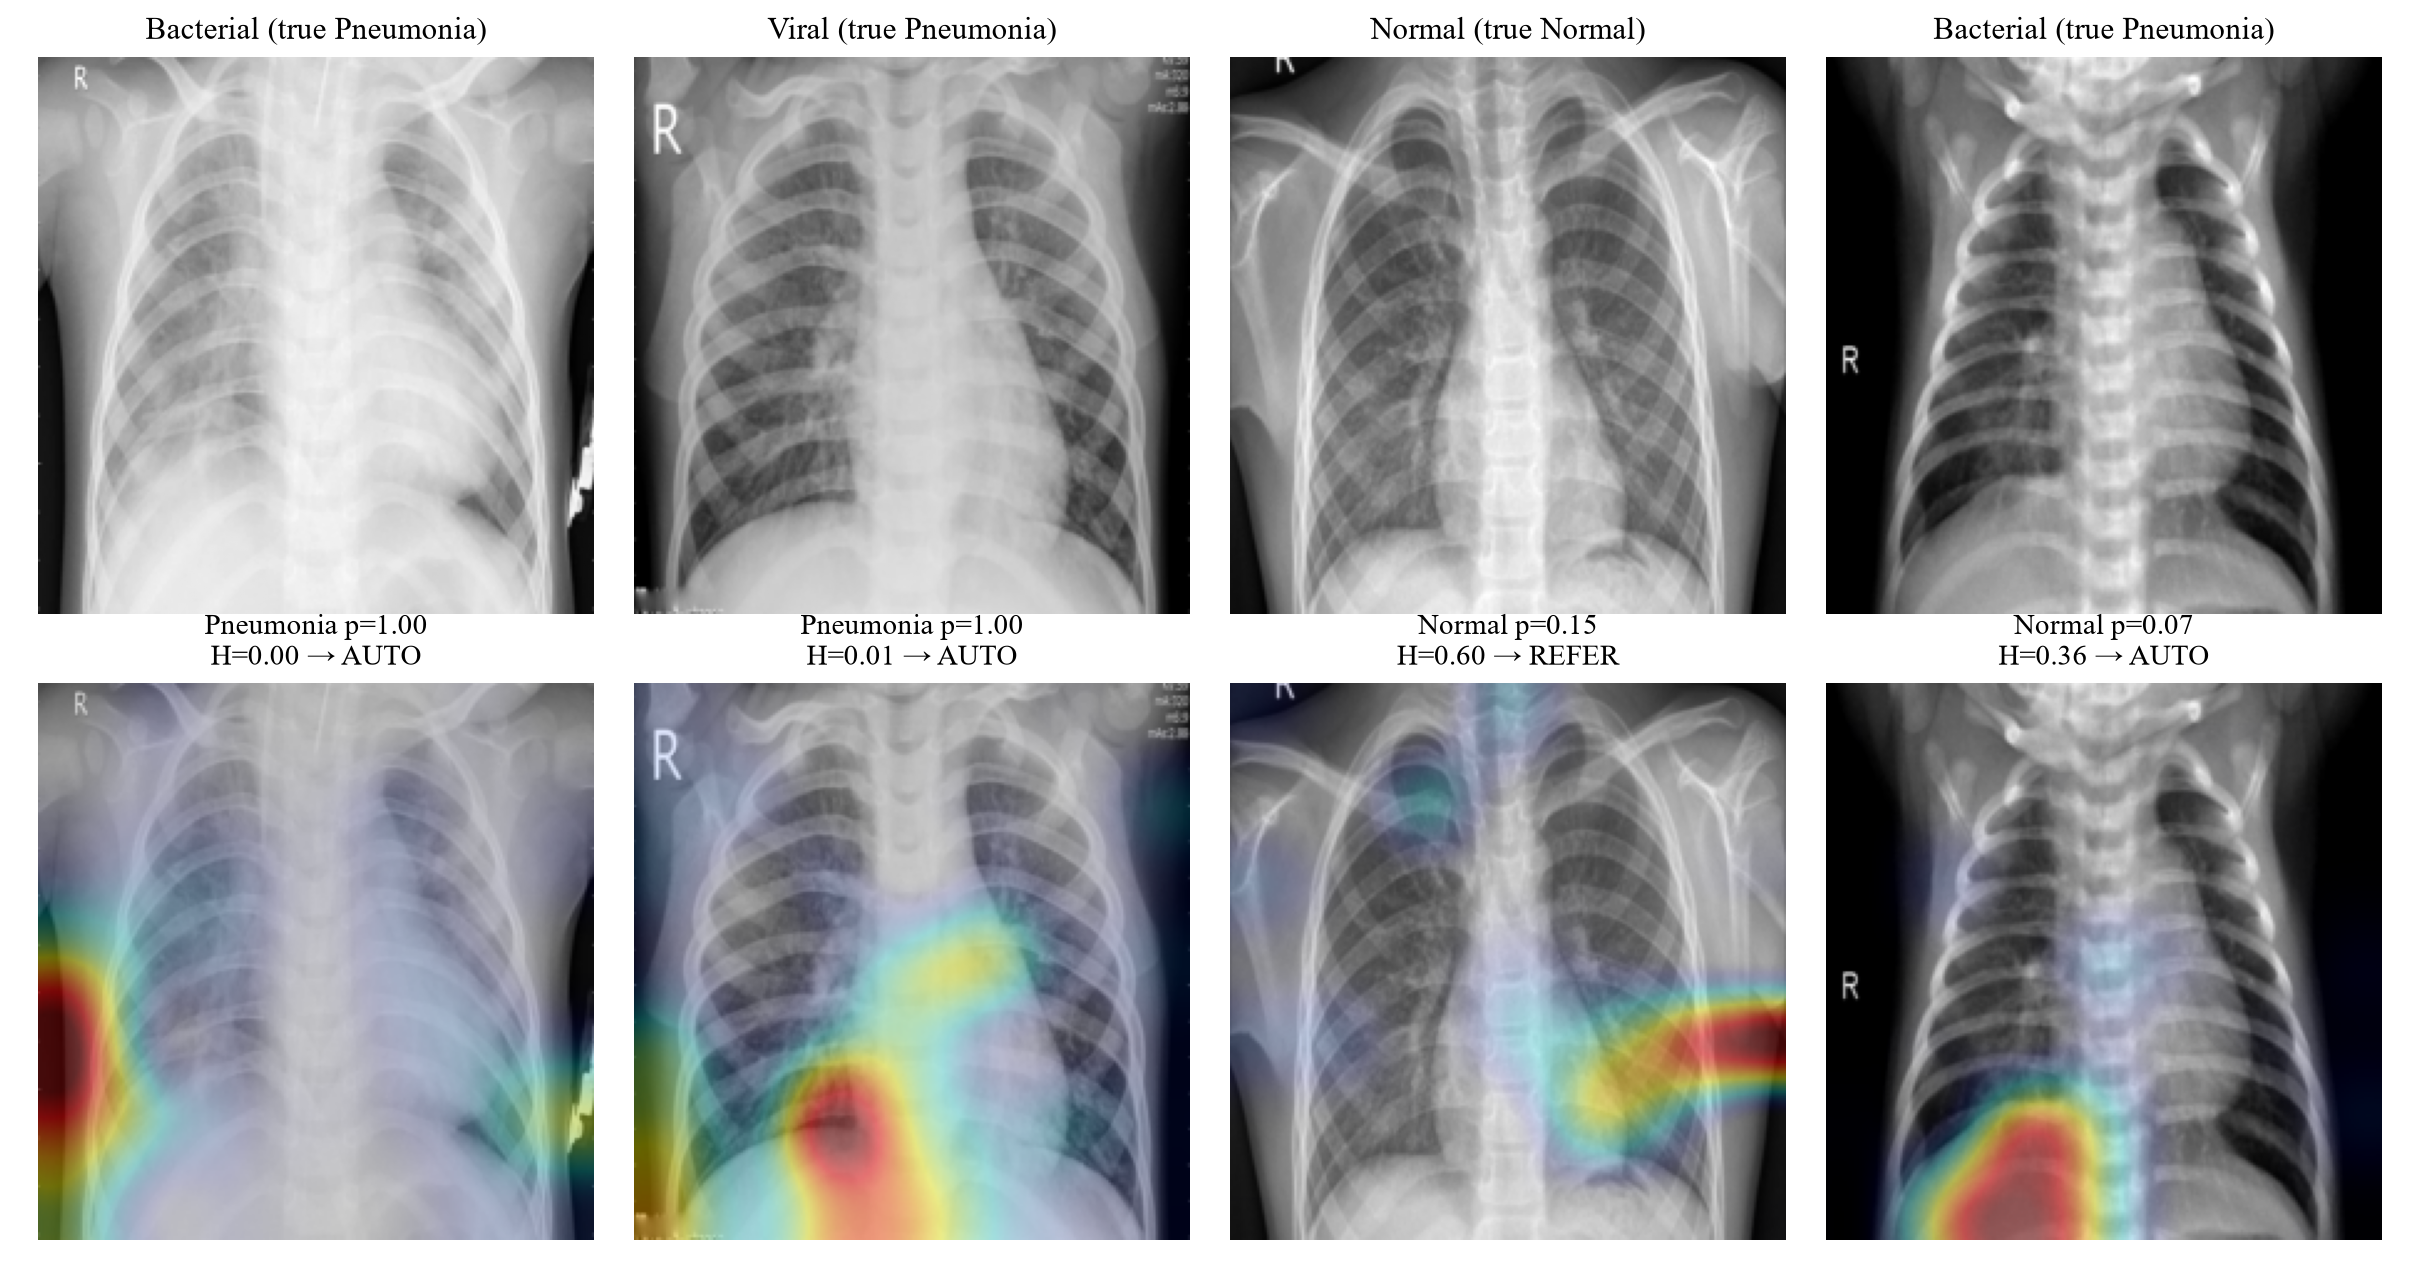 Bacterial (true Pneumonia)
Viral (true Pneumonia)
Normal (true Normal)
Bacterial (true Pneumonia)
R
R
R
R
Pneumonia p=1.00
H=0.00 → AUTO
Pneumonia p=1.00
H=0.01 → AUTO
Normal p=0.15
H=0.60 → REFER
Normal p=0.07
H=0.36 → AUTO
R
R
R
R